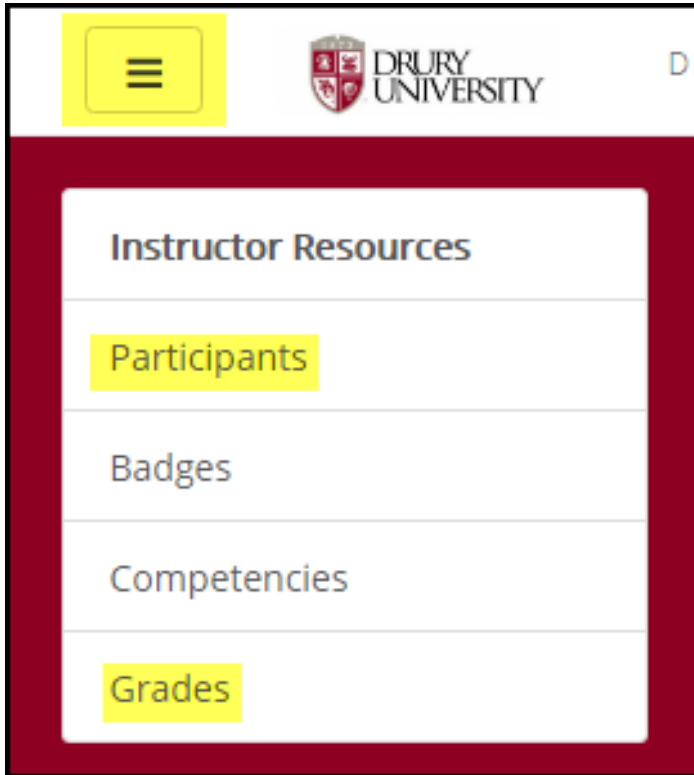 DRURY
UNIVERSITY
D
Instructor Resources
Participants
Badges
Competencies
Grades